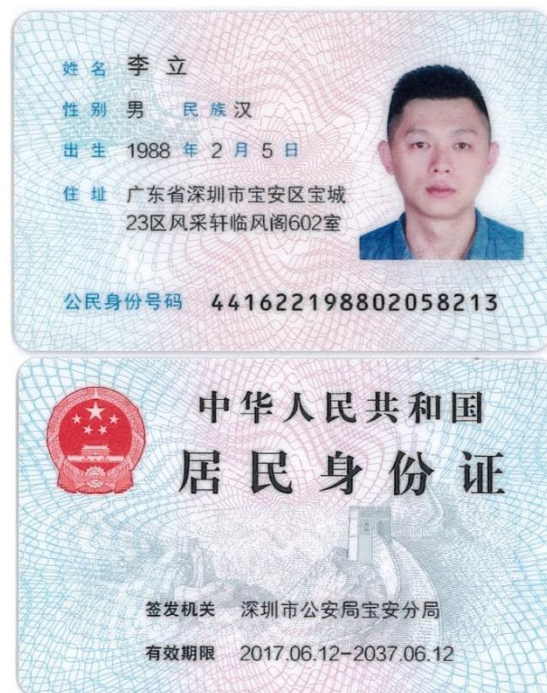 姓名 李立
性别 男 民族 汉
出生 1988 年 2 月 5 日
住址 广东省深圳市宝安区宝城
23区风采轩临风阁602室
公民身份号码 441622198802058213
中华人民共和国
居民身份证
签发机关 深圳市公安局宝安分局
有效期限 2017.06.12-2037.06.12